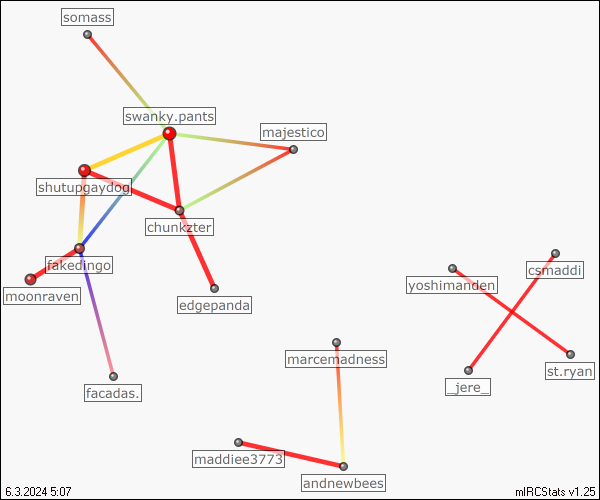 somass
swanky.pants
majestico
shutupgaydog
chunkzter
fakedingo
csmaddi
yoshimanden
moonraven
edgepanda
marcemadness
st.ryan
facadas.
_jere_
maddiee3773
andnewbees
6.3.2024 5:07
mIRCStats v1.25